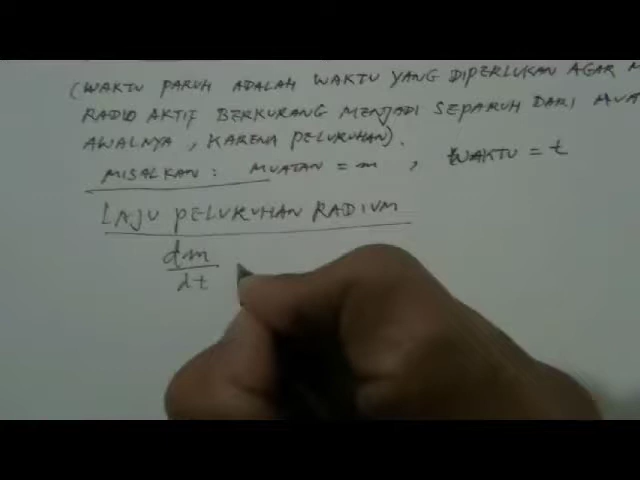 (WAKTU PARUH ADALAH WAKTU YANG DIPERLUKAN AGAR
RADIO AKTIF BERKURANG MENJADI SEPARUH DARI
AWALNYA, KARENA PELURUHAN).
MISALKAN: MUATAN = m, WAKTU = t
LAJU PELURUHAN RADIUM
dm
dt